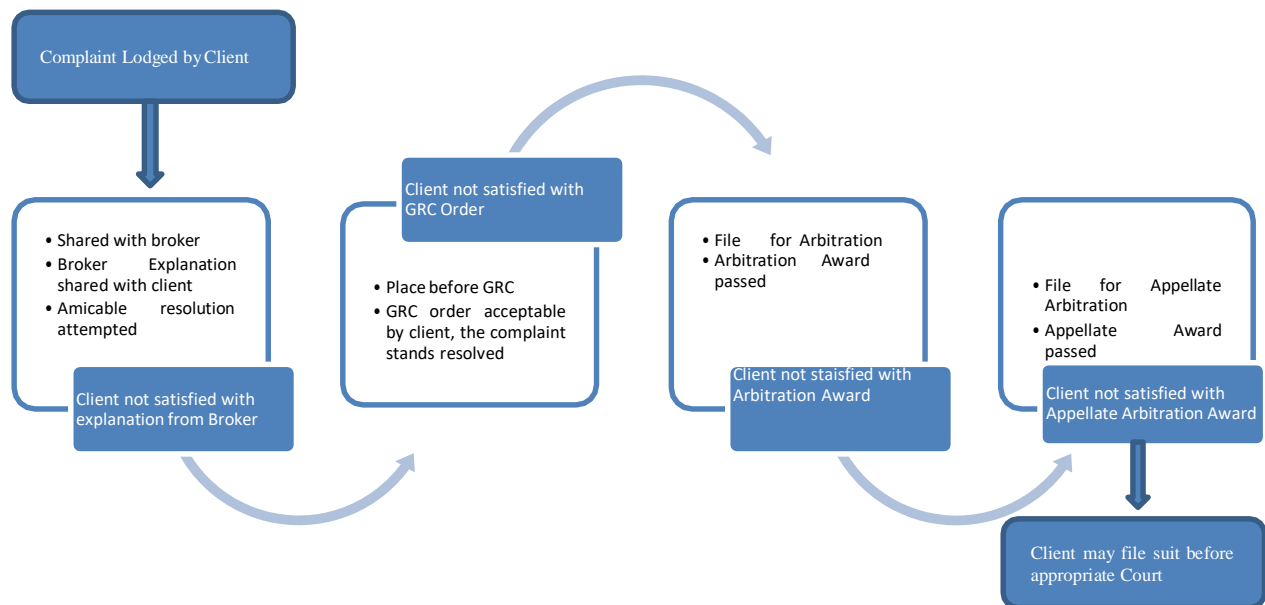 Complaint Lodged by Client
• Shared with broker
• Broker Explanation
shared with client
• Amicable resolution
attempted
Client not satisfied with
explanation from Broker
Client not satisfied with
GRC Order
• Place before GRC
• GRC order acceptable
by client, the complaint
stands resolved
• File for Arbitration
• Arbitration Award
passed
Client not staisfied with
Arbitration Award
• File for Appellate
Arbitration
• Appellate Award
passed
Client not satisfied with
Appellate Arbitration Award
Client may file suit before
appropriate Court